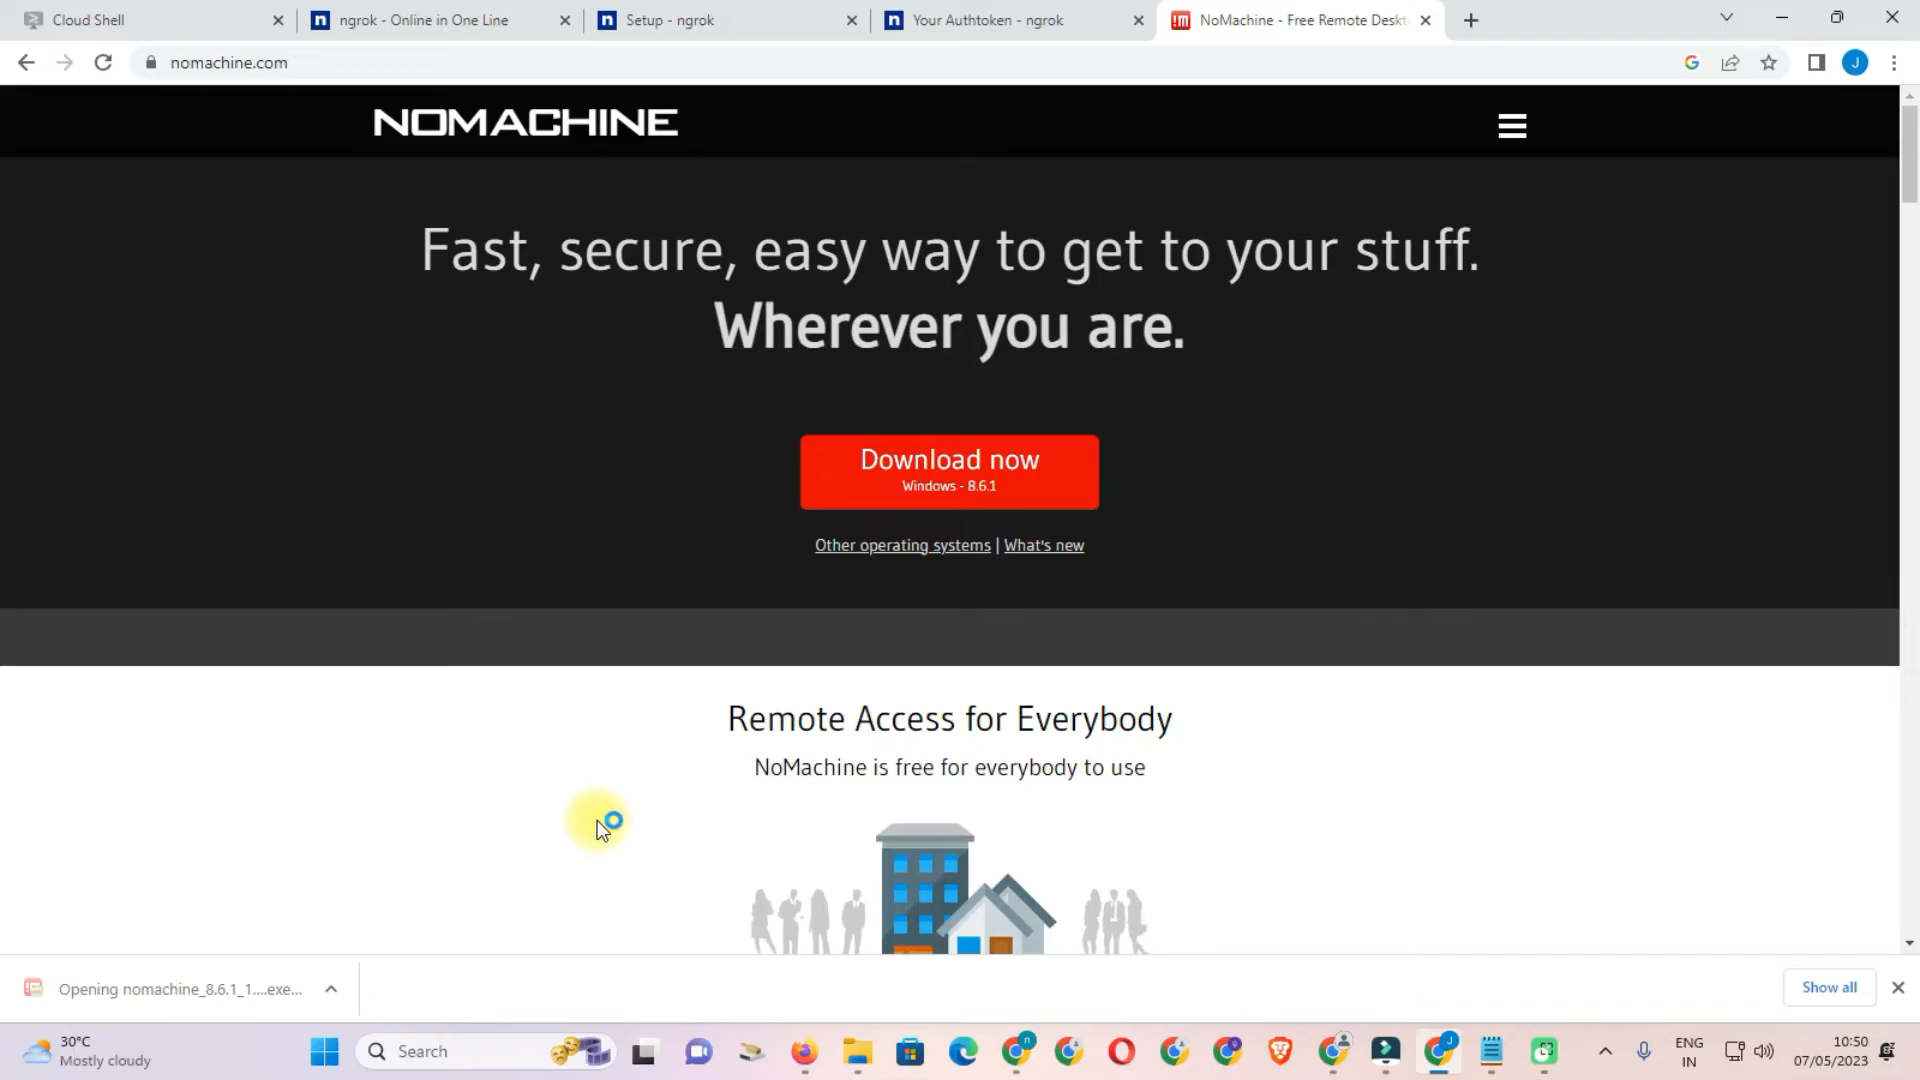 Cloud Shell
ngrok - Online in One Line
Setup - ngrok
Your Authtoken - ngrok
NoMachine - Free Remote Deskt
nomachine.com
J
NOMACHINE
Fast, secure, easy way to get to your stuff.
Wherever you are.
Download now
Windows - 8.6.1
Other operating systems | What's new
Remote Access for Everybody
NoMachine is free for everybody to use
Opening nomachine_8.6.1_1....exe...
Show all
30°C
Mostly cloudy
Search
n
J
ENG
IN
10:50
07/05/2023